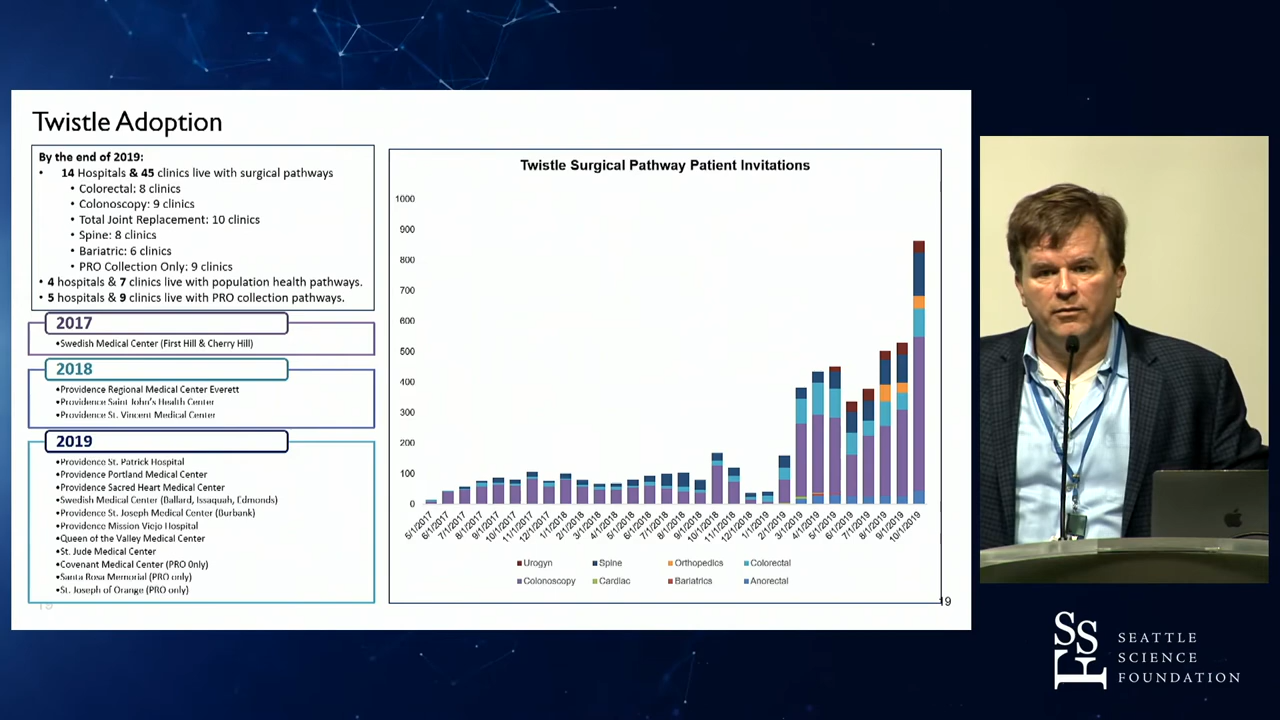 Twistle Adoption
By the end of 2019:
• 14 Hospitals & 45 clinics live with surgical pathways
• Colorectal: 8 clinics
• Colonoscopy: 9 clinics
• Total Joint Replacement: 10 clinics
• Spine: 8 clinics
• Bariatric: 6 clinics
• PRO Collection Only: 9 clinics
• 4 hospitals & 7 clinics live with population health pathways.
• 5 hospitals & 9 clinics live with PRO collection pathways.
2017
•Swedish Medical Center (First Hill & Cherry Hill)
2018
•Providence Regional Medical Center Everett
•Providence Saint John's Health Center
•Providence St. Vincent Medical Center
2019
•Providence St. Patrick Hospital
•Providence Portland Medical Center
•Providence Sacred Heart Medical Center
•Swedish Medical Center (Ballard, Issaquah, Edmonds)
•Providence St. Joseph Medical Center (Burbank)
•Providence Mission Viejo Hospital
•Queen of the Valley Medical Center
•St. Jude Medical Center
•Covenant Medical Center (PRO Only)
•Santa Rosa Memorial (PRO only)
•St. Joseph of Orange (PRO only)
19
Twistle Surgical Pathway Patient Invitations
1000
900
800
700
600
500
400
300
200
100
0
5/1/2017
6/1/2017
7/1/2017
8/1/2017
9/1/2017
10/1/2017
11/1/2017
12/1/2017
1/1/2018
2/1/2018
3/1/2018
4/1/2018
5/1/2018
6/1/2018
7/1/2018
8/1/2018
9/1/2018
10/1/2018
11/1/2018
12/1/2018
1/1/2019
2/1/2019
3/1/2019
4/1/2019
5/1/2019
6/1/2019
7/1/2019
8/1/2019
9/1/2019
10/1/2019
Urogyn Spine Orthopedics Colorectal
Colonoscopy Cardiac Bariatrics Anorectal
19
SSF
SEATTLE
SCIENCE
FOUNDATION